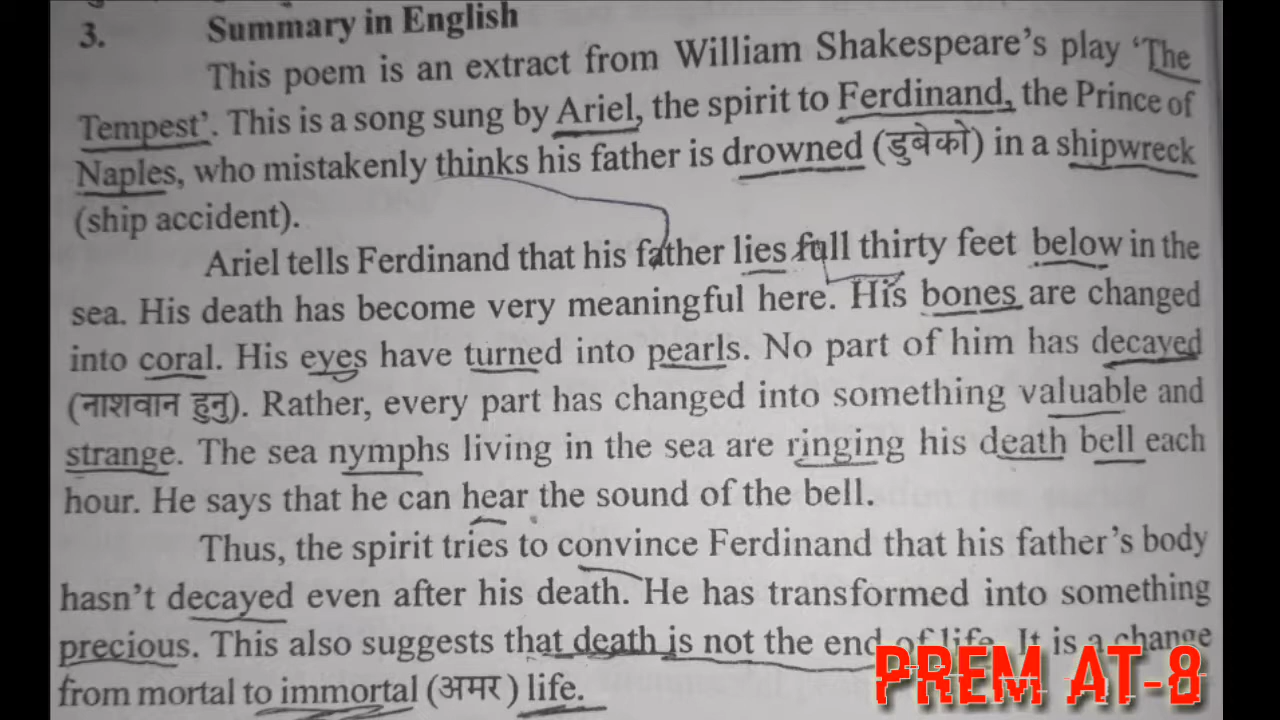 3. Summary in English
This poem is an extract from William Shakespeare's play 'The
Tempest'. This is a song sung by Ariel, the spirit to Ferdinand, the Prince of
Naples, who mistakenly thinks his father is drowned (डुबेको) in a shipwreck
(ship accident).
Ariel tells Ferdinand that his father lies full thirty feet below in the
sea. His death has become very meaningful here. His bones are changed
into coral. His eyes have turned into pearls. No part of him has decayed
(नाशवान हुनु). Rather, every part has changed into something valuable and
strange. The sea nymphs living in the sea are ringing his death bell each
hour. He says that he can hear the sound of the bell.
Thus, the spirit tries to convince Ferdinand that his father's body
hasn't decayed even after his death. He has transformed into something
precious. This also suggests that death is not the end of life. It is a change
from mortal to immortal (अमर) life.
PREM AT-8